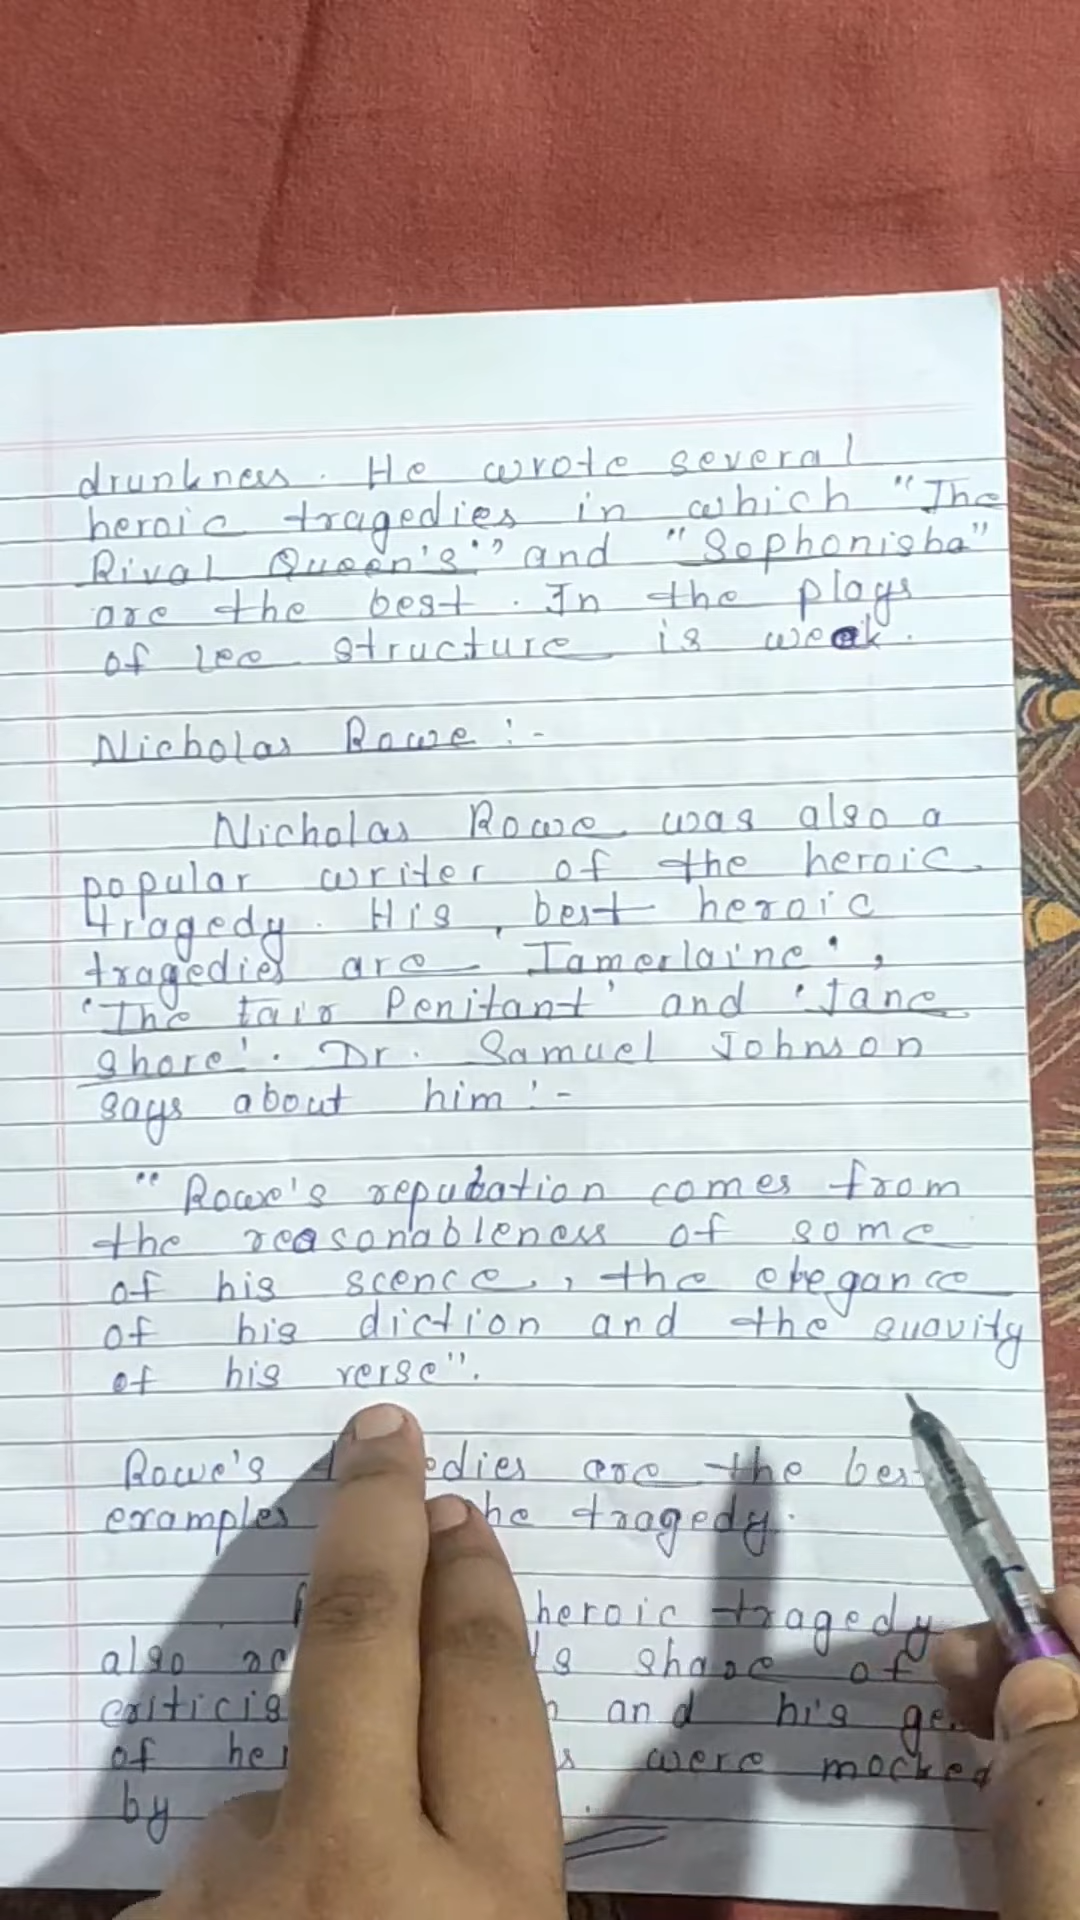 drunkness. He wrote several
heroic tragedies in which "The
Rival Queen's" and "Sophonisba"
are the best. In the plays
of Lee structure is weak.
Nicholas Rowe :-
Nicholas Rowe was also a
popular writer of the heroic
tragedy. His best heroic
tragedies are 'Tamerlaine',
'The fair Penitant' and 'Jane
Shore'. Dr. Samuel Johnson
says about him :-
"Rowe's reputation comes from
the reasonableness of some
of his scence, the elegance
of his diction and the suavity
of his verse".
Rowe's are the
examples tragedy.
heroic tragedy
also share of
and his
of were mocked
by